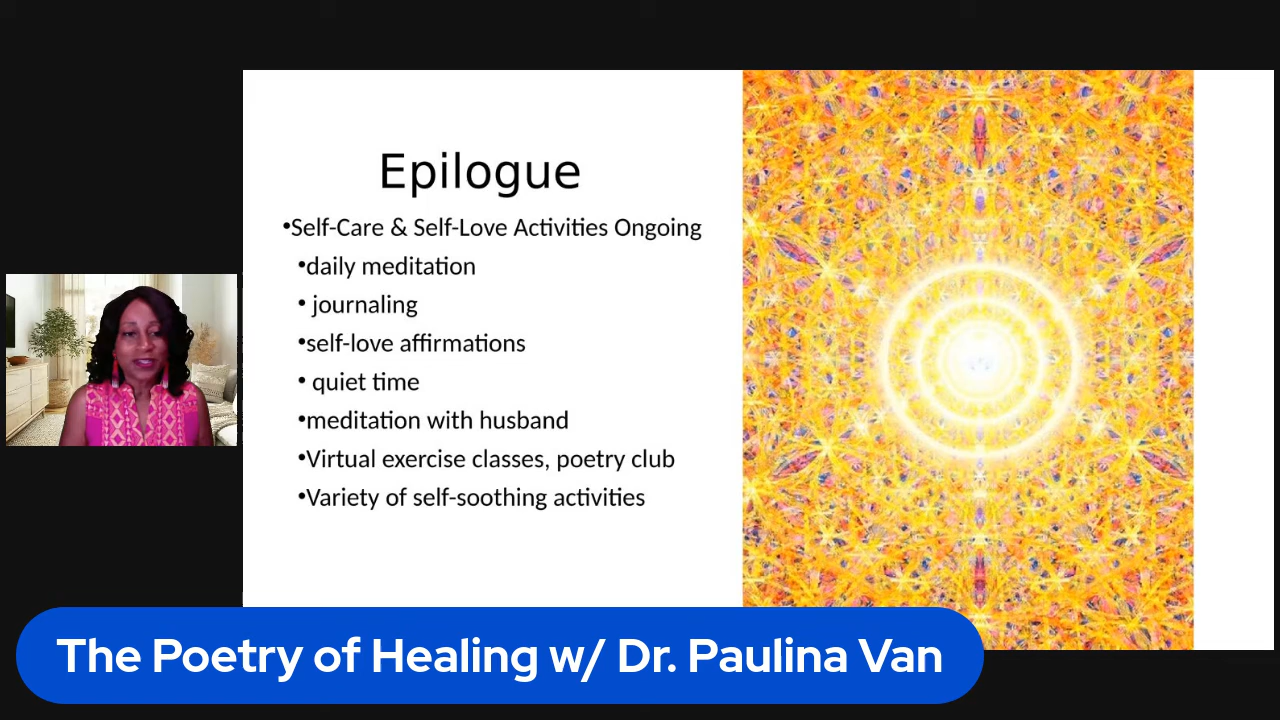 Epilogue
•Self-Care & Self-Love Activities Ongoing
•daily meditation
• journaling
•self-love affirmations
• quiet time
•meditation with husband
•Virtual exercise classes, poetry club
•Variety of self-soothing activities
The Poetry of Healing w/ Dr. Paulina Van